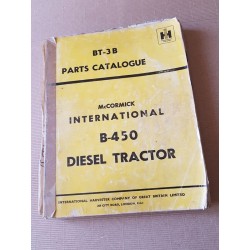 BT-3B
PARTS CATALOGUE
McCORMICK
INTERNATIONAL
B-450
DIESEL TRACTOR
INTERNATIONAL HARVESTER COMPANY OF GREAT BRITAIN LIMITED